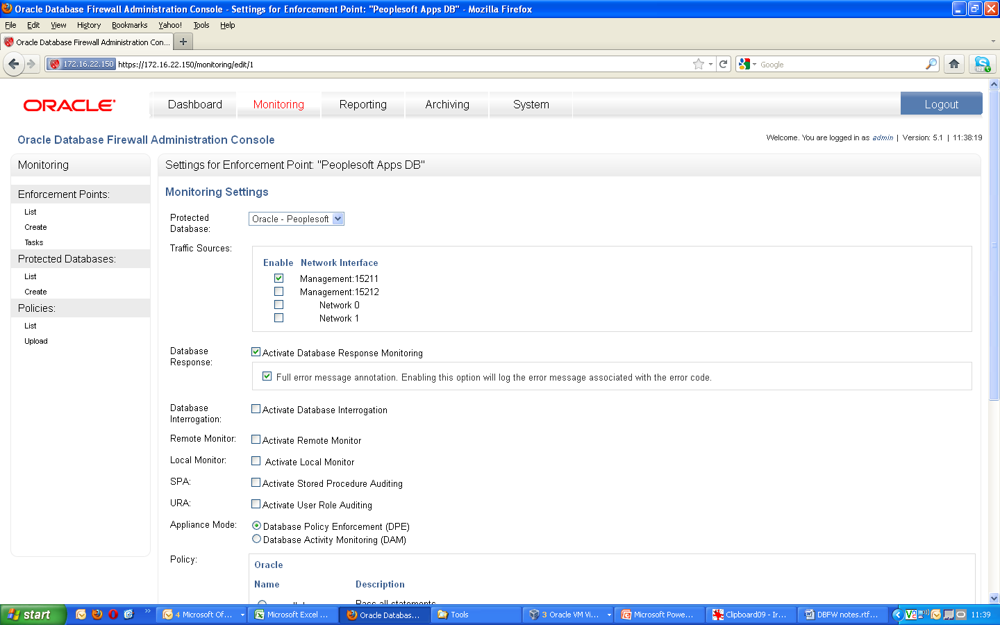 Oracle Database Firewall Administration Console - Settings for Enforcement Point: "Peoplesoft Apps DB" - Mozilla Firefox
File Edit View History Bookmarks Yahoo! Tools Help
Oracle Database Firewall Administration Con... +
172.16.22.150 https://172.16.22.150/monitoring/edit/1 Google
ORACLE Dashboard Monitoring Reporting Archiving System Logout
Oracle Database Firewall Administration Console
Welcome. You are logged in as admin | Version: 5.1 | 11:38:19
Monitoring
Enforcement Points:
List
Create
Tasks
Protected Databases:
List
Create
Policies:
List
Upload
Settings for Enforcement Point: "Peoplesoft Apps DB"
Monitoring Settings
Protected
Database:
Oracle - Peoplesoft
Traffic Sources:
Enable Network Interface
Management:15211
Management:15212
Network 0
Network 1
Database
Response:
Activate Database Response Monitoring
Full error message annotation. Enabling this option will log the error message associated with the error code.
Database
Interrogation:
Activate Database Interrogation
Remote Monitor: Activate Remote Monitor
Local Monitor: Activate Local Monitor
SPA: Activate Stored Procedure Auditing
URA: Activate User Role Auditing
Appliance Mode: Database Policy Enforcement (DPE)
Database Activity Monitoring (DAM)
Policy:
Oracle
Name Description
Pass all statements
start 4 Microsoft Of... Microsoft Excel ... Oracle Databas... Tools 3 Oracle VM Vi... Microsoft Powe... Clipboard09 - Ir... DBFW notes.rtf... 11:39